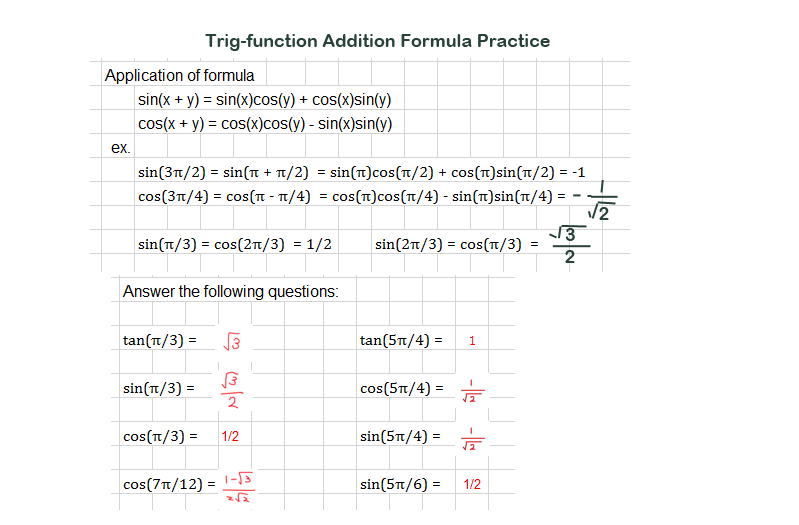 Trig-function Addition Formula Practice
Application of formula
sin(x + y) = sin(x)cos(y) + cos(x)sin(y)
cos(x + y) = cos(x)cos(y) - sin(x)sin(y)
ex.
sin(3π/2) = sin(π + π/2) = sin(π)cos(π/2) + cos(π)sin(π/2) = -1
cos(3π/4) = cos(π - π/4) = cos(π)cos(π/4) - sin(π)sin(π/4) = - 1/√2
sin(π/3) = cos(2π/3) = 1/2 sin(2π/3) = cos(π/3) = √3/2
Answer the following questions:
tan(π/3) = √3 tan(5π/4) = 1
sin(π/3) = √3/2 cos(5π/4) = 1/√2
cos(π/3) = 1/2 sin(5π/4) = 1/√2
cos(7π/12) = 1-√3/2√2 sin(5π/6) = 1/2